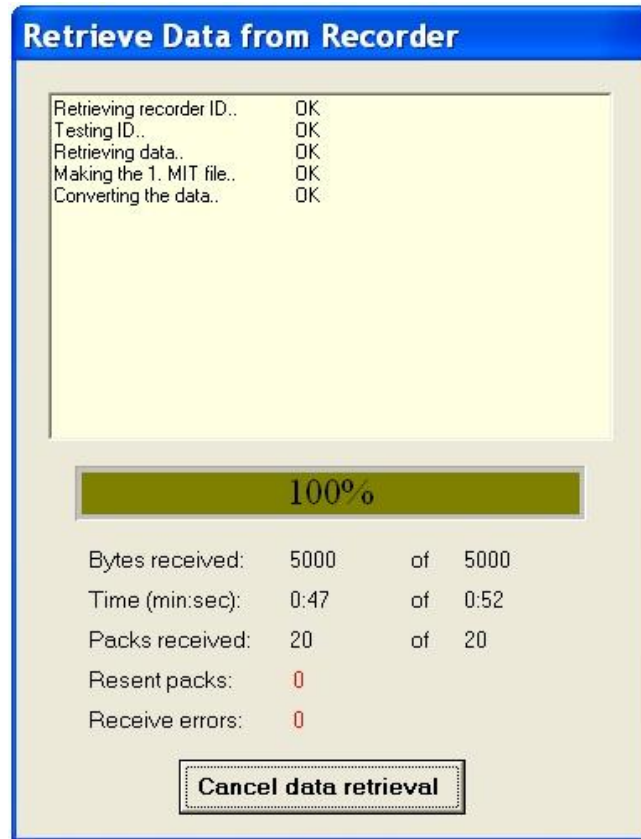 Retrieve Data from Recorder
Retrieving recorder ID.. OK
Testing ID.. OK
Retrieving data.. OK
Making the 1. MIT file.. OK
Converting the data.. OK
100%
Bytes received: 5000 of 5000
Time (min:sec): 0:47 of 0:52
Packs received: 20 of 20
Resent packs: 0
Receive errors: 0
Cancel data retrieval